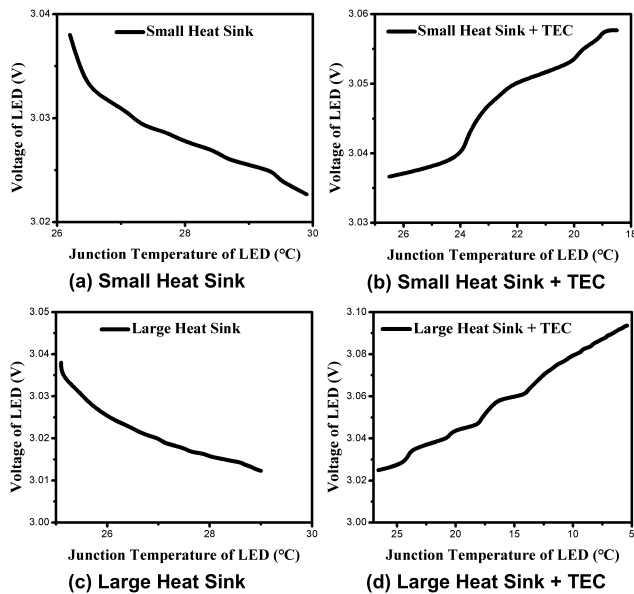 3.04
3.03
3.02
Voltage of LED (V)
Small Heat Sink
26
28
30
Junction Temperature of LED (°C)
(a) Small Heat Sink
3.06
3.05
3.04
3.03
Voltage of LED (V)
Small Heat Sink + TEC
26
24
22
20
18
Junction Temperature of LED (°C)
(b) Small Heat Sink + TEC
3.05
3.04
3.03
3.02
3.01
3.00
Voltage of LED (V)
Large Heat Sink
26
28
30
Junction Temperature of LED (°C)
(c) Large Heat Sink
3.10
3.08
3.06
3.04
3.02
3.00
Voltage of LED (V)
Large Heat Sink + TEC
25
20
15
10
5
Junction Temperature of LED (°C)
(d) Large Heat Sink + TEC